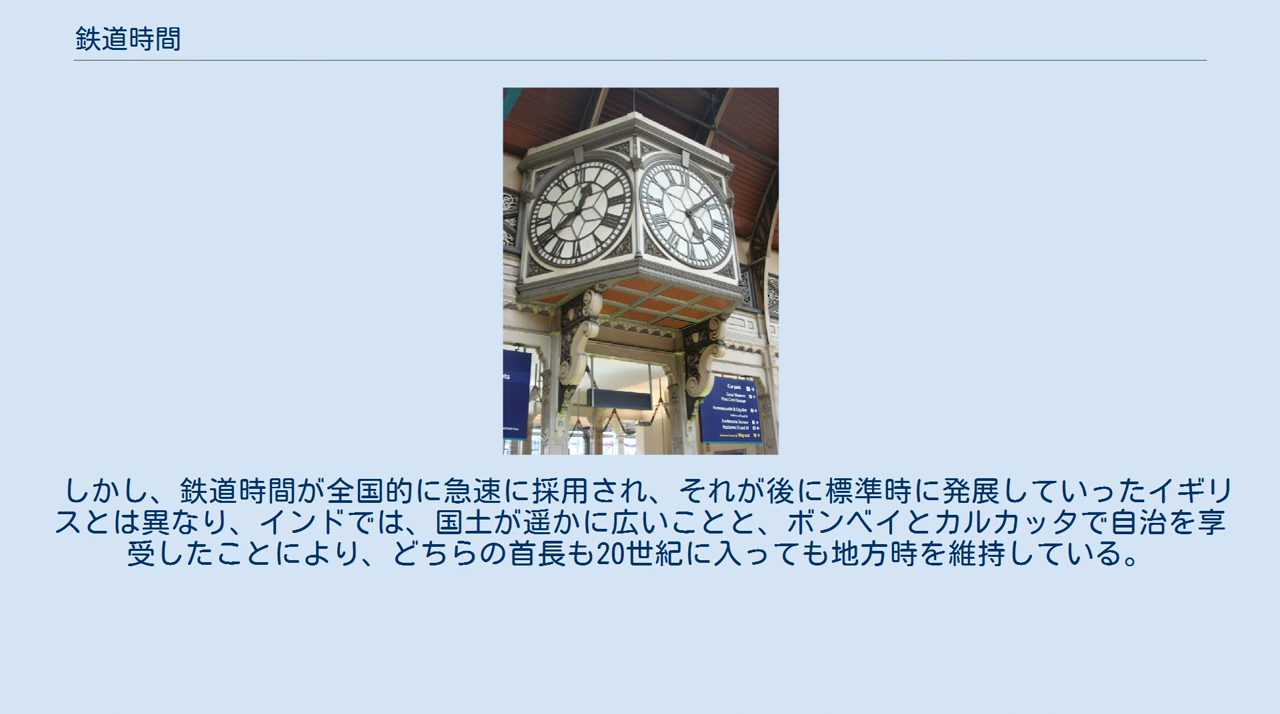 鉄道時間
ots
Car park
しかし、鉄道時間が全国的に急速に採用され、それが後に標準時に発展していったイギリ
スとは異なり、インドでは、国土が遥かに広いことと、ボンベイとカルカッタで自治を享
受したことにより、どちらの首長も20世紀に入っても地方時を維持している。